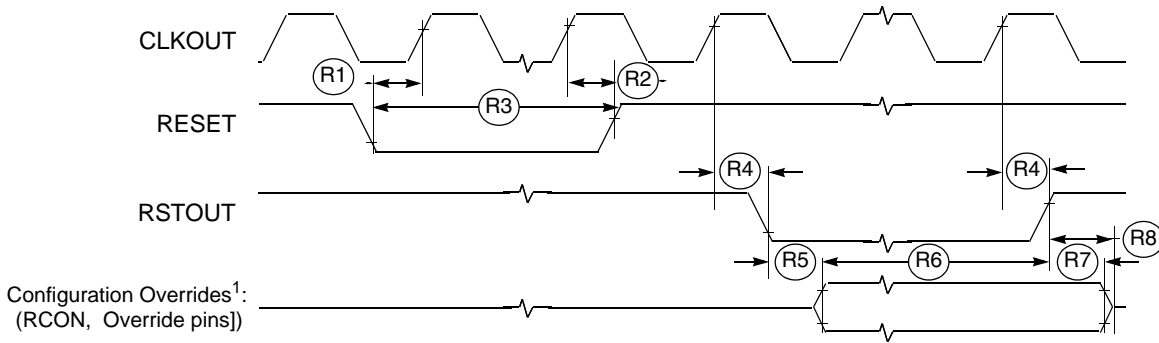 CLKOUT
R1
R2
R3
RESET
R4
R4
RSTOUT
R8
R5
R6
R7
Configuration Overrides1:
(RCON, Override pins])